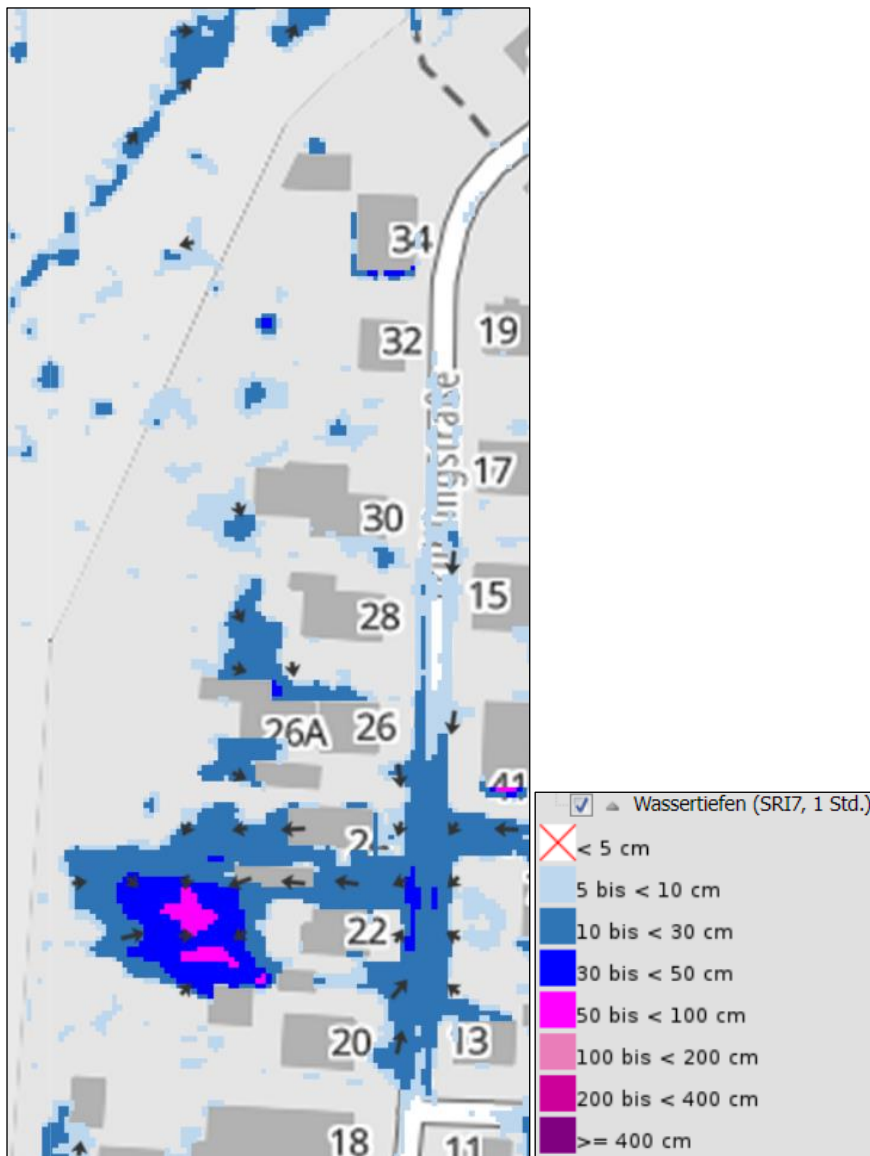 34
32
19
17
30
15
28
26A
26
41
22
20
13
18
11
Wassertiefen (SRI7, 1 Std.)
< 5 cm
5 bis < 10 cm
10 bis < 30 cm
30 bis < 50 cm
50 bis < 100 cm
100 bis < 200 cm
200 bis < 400 cm
>= 400 cm